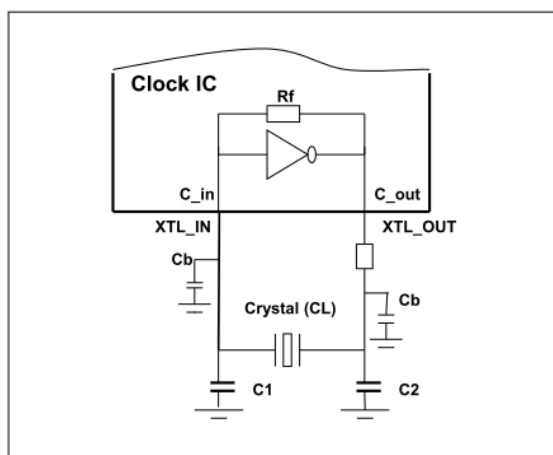 Clock IC
Rf
C_in
C_out
XTL_IN
XTL_OUT
Cb
Crystal (CL)
Cb
C1
C2